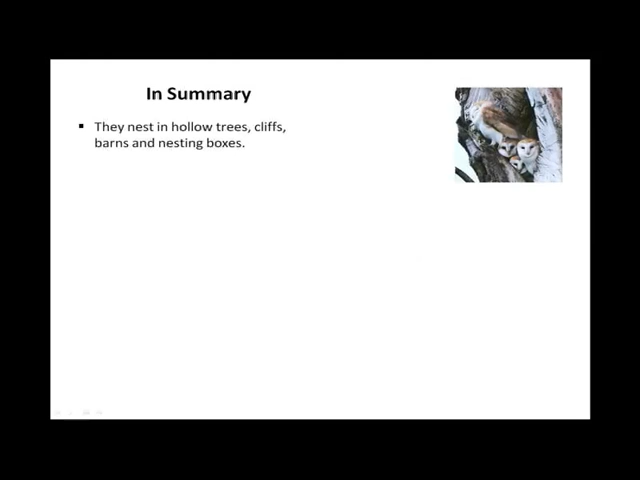 In Summary
▪ They nest in hollow trees, cliffs,
barns and nesting boxes.